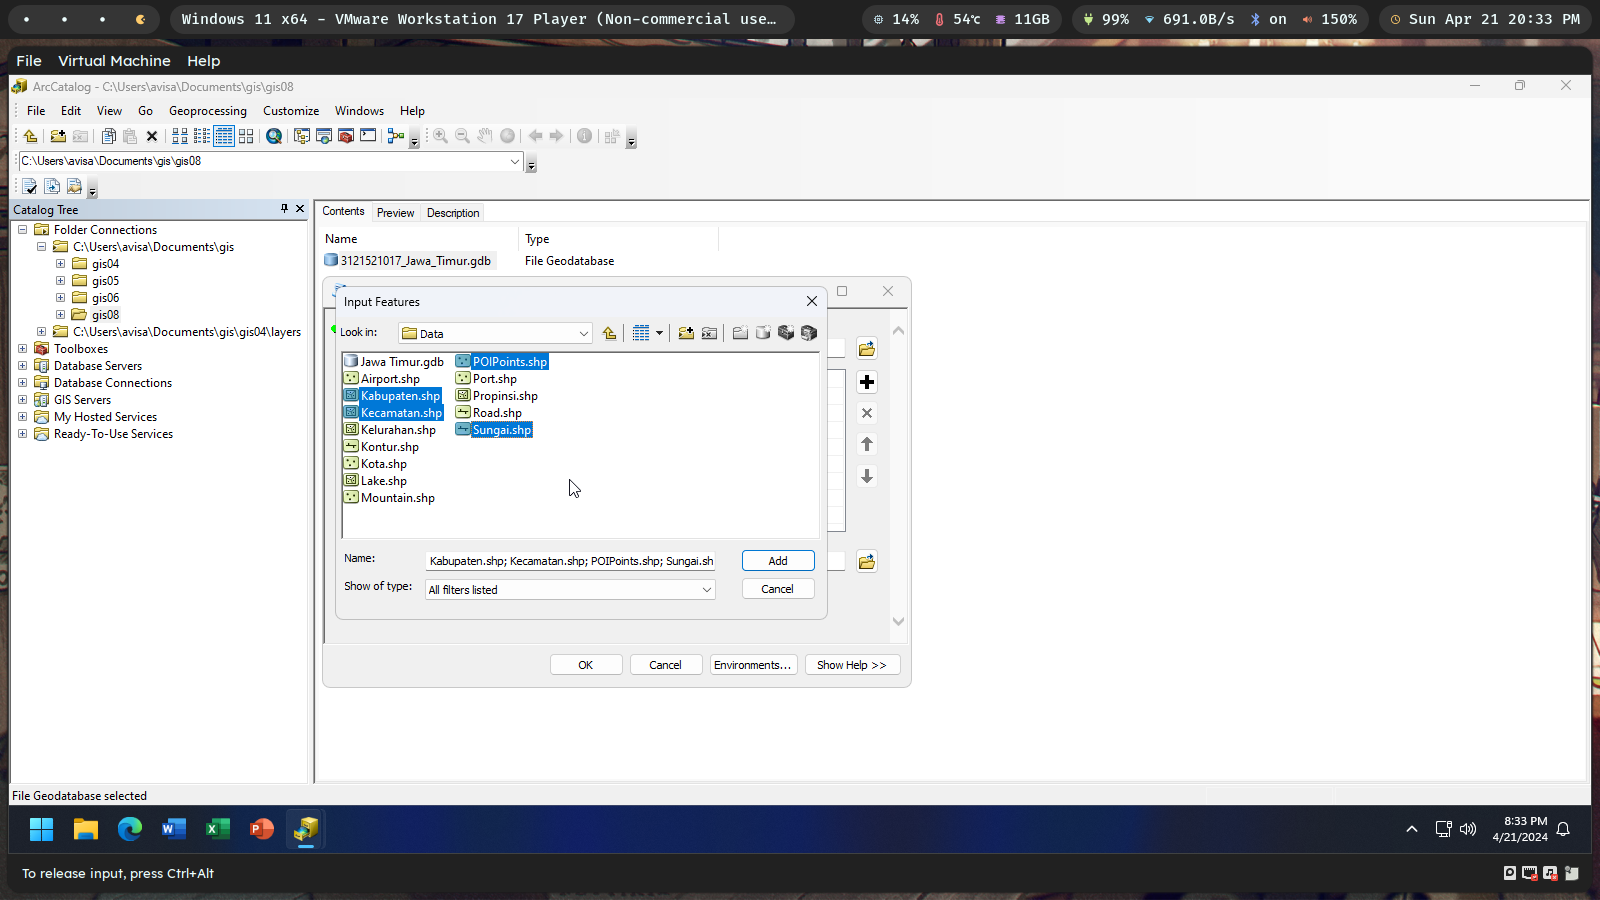 Windows 11 x64 - VMware Workstation 17 Player (Non-commercial use…
14% 54℃ 11GB
99% 691.0B/s on 150%
Sun Apr 21 20:33 PM
File Virtual Machine Help
ArcCatalog - C:\Users\avisa\Documents\gis\gis08
File Edit View Go Geoprocessing Customize Windows Help
C:\Users\avisa\Documents\gis\gis08
Catalog Tree
Folder Connections
C:\Users\avisa\Documents\gis
gis04
gis05
gis06
gis08
C:\Users\avisa\Documents\gis\gis04\layers
Toolboxes
Database Servers
Database Connections
GIS Servers
My Hosted Services
Ready-To-Use Services
Contents Preview Description
Name Type
3121521017_Jawa_Timur.gdb File Geodatabase
Input Features
Look in: Data
Jawa Timur.gdb POIPoints.shp
Airport.shp Port.shp
Kabupaten.shp Propinsi.shp
Kecamatan.shp Road.shp
Kelurahan.shp Sungai.shp
Kontur.shp
Kota.shp
Lake.shp
Mountain.shp
Name: Kabupaten.shp; Kecamatan.shp; POIPoints.shp; Sungai.sh Add
Show of type: All filters listed Cancel
OK Cancel Environments... Show Help >>
File Geodatabase selected
8:33 PM
4/21/2024
To release input, press Ctrl+Alt